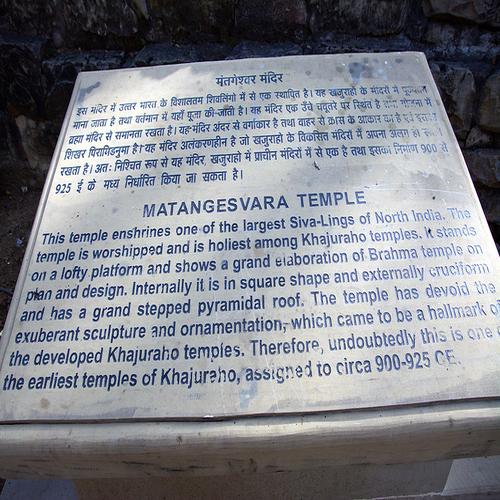 मंतगेश्वर मंदिर
इस मंदिर में उत्तर भारत के विशालतम शिवलिंगो में से एक स्थापित है। यह खजुराहो के मंदिरों में
माना जाता है तथा वर्तमान में यहाँ पूजा की जाती है। यह मंदिर एक उँचे चबूतरे पर स्थित है
ब्रह्मा मंदिर से समानता रखता है। यह मंदिर अंदर से वर्गाकार है तथा बाहर से क्रास के आकार का है
शिखर पिरामिडनुमा है। यह मंदिर अलंकरणहीन है जो खजुराहो के विकसित मंदिरों में अपना अलग ही
रखता है। अतः निश्चित रूप से यह मंदिर, खजुराहो में प्राचीन मंदिरों में से एक है तथा इसका निर्माण 900 से
925 ई के मध्य निर्धारित किया जा सकता है।
MATANGESVARA TEMPLE
This temple enshrines one of the largest Siva-Lings of North India. The
temple is worshipped and is holiest among Khajuraho temples. It stands
on a lofty platform and shows a grand elaboration of Brahma temple on
plan and design. Internally it is in square shape and externally cruciform
and has a grand stepped pyramidal roof. The temple has devoid the
exuberant sculpture and ornamentation, which came to be a hallmark of
the developed Khajuraho temples. Therefore, undoubtedly this is one
the earliest temples of Khajuraho, assigned to circa 900-925 CE.